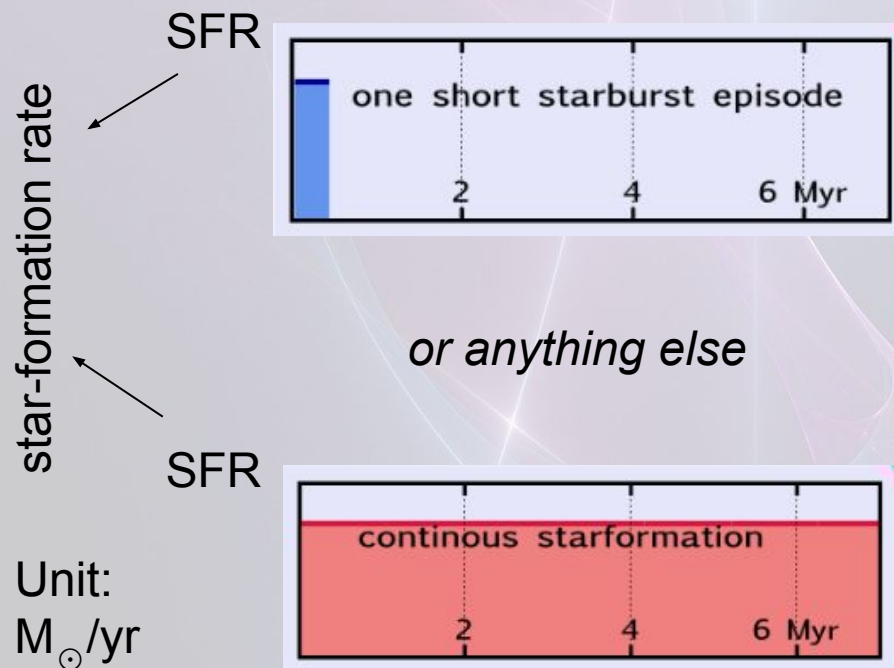 SFR
one short starburst episode
2 4 6 Myr
star-formation rate
or anything else
SFR
continous starformation
2 4 6 Myr
Unit:
M☉/yr